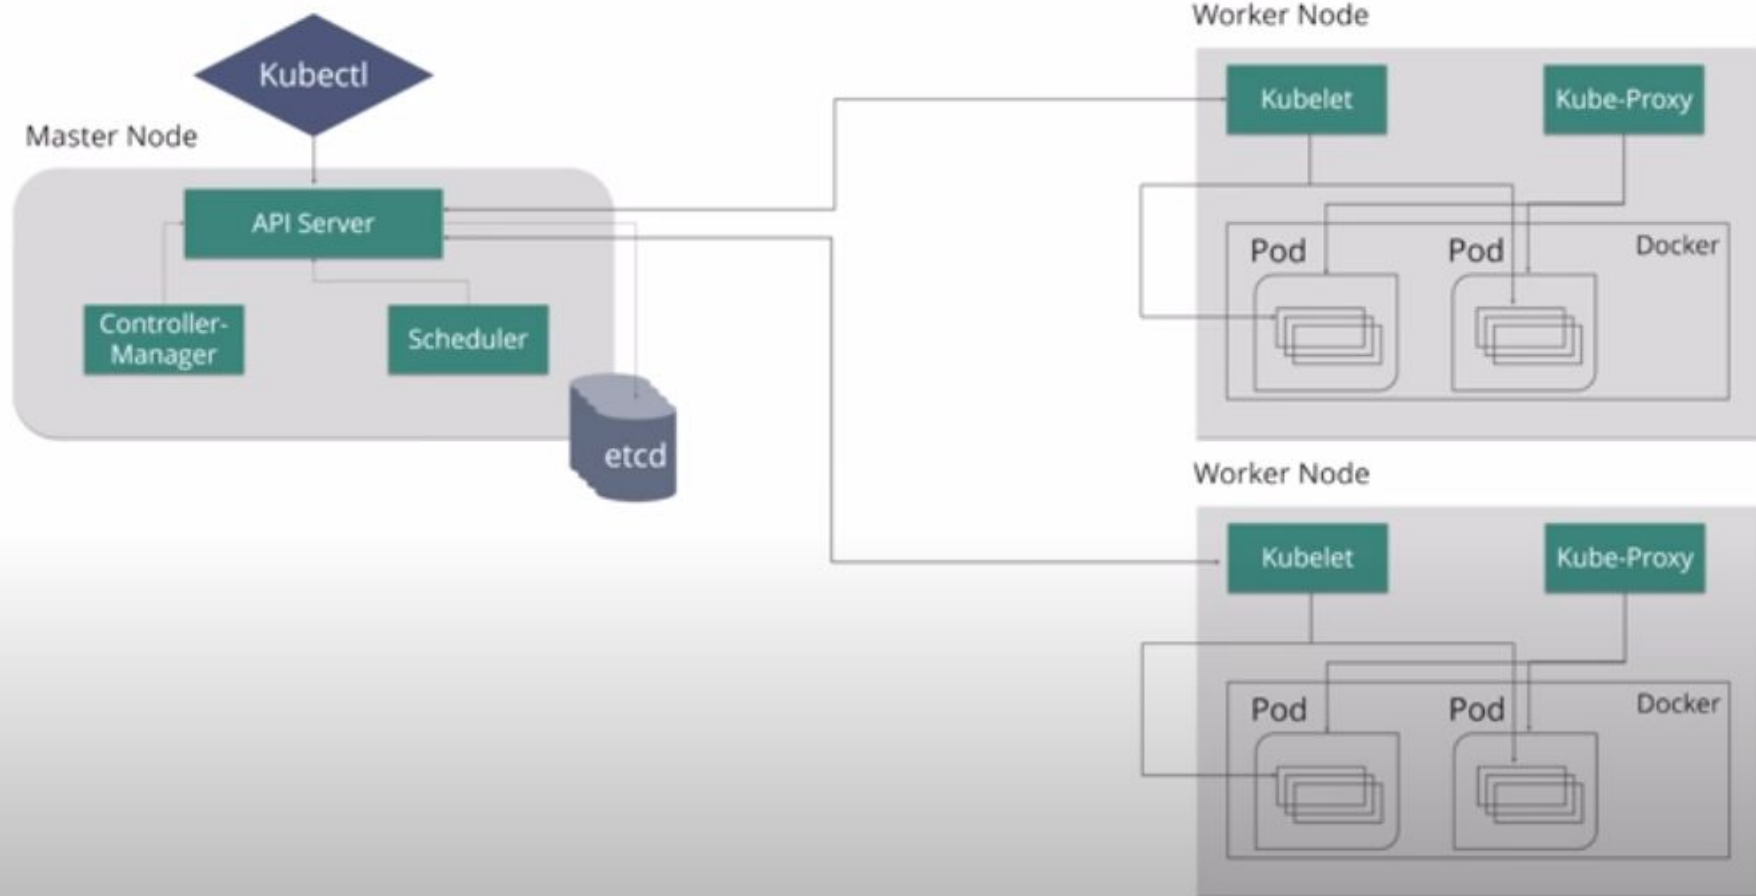 Kubectl
Master Node
API Server
Controller-
Manager
Scheduler
etcd
Worker Node
Kubelet
Kube-Proxy
Pod
Pod
Docker
Worker Node
Kubelet
Kube-Proxy
Pod
Pod
Docker